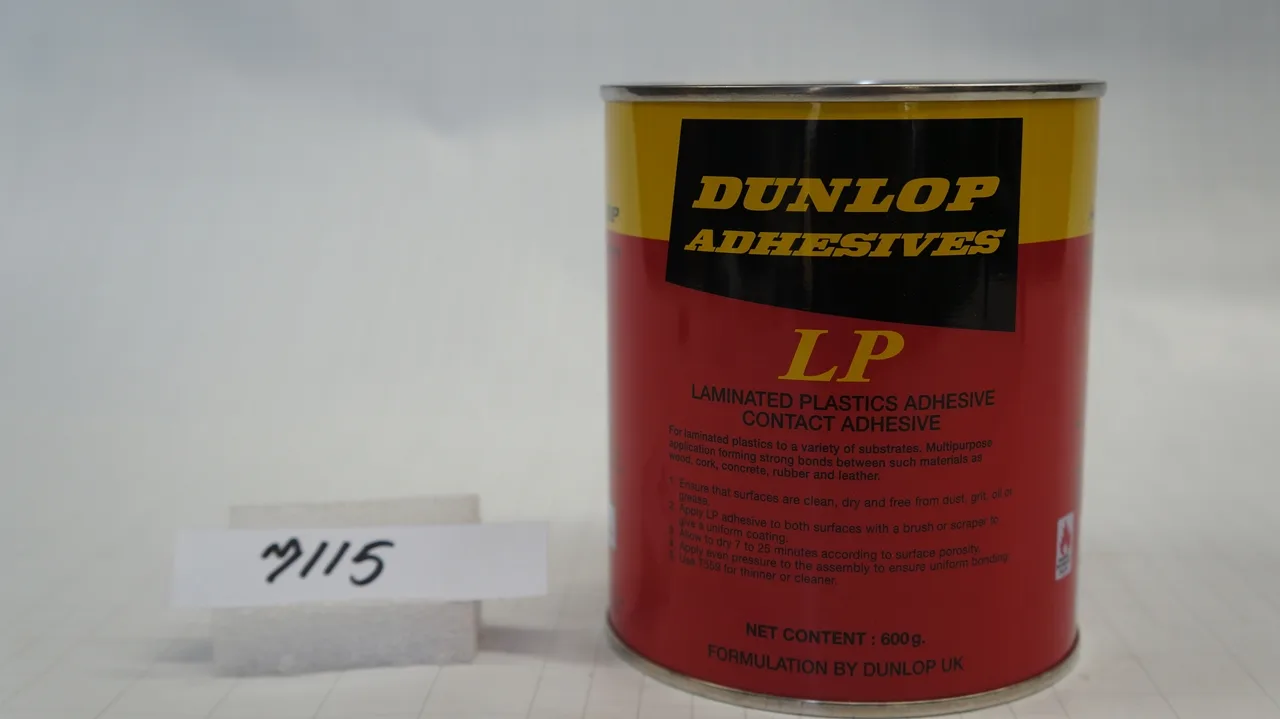 DUNLOP
ADHESIVES
LP
LAMINATED PLASTICS ADHESIVE
CONTACT ADHESIVE
For laminated plastics to a variety of substrates. Multipurpose
application forming strong bonds between such materials as
wood, cork, concrete, rubber and leather.
1. Ensure that surfaces are clean, dry and free from dust, grit, oil or
grease.
2. Apply LP adhesive to both surfaces with a brush or scraper to
give a uniform coating.
3. Allow to dry 7 to 25 minutes according to surface porosity.
4. Apply even pressure to the assembly to ensure uniform bonding.
5. Use T559 for thinner or cleaner.
NET CONTENT : 600g.
FORMULATION BY DUNLOP UK
M115